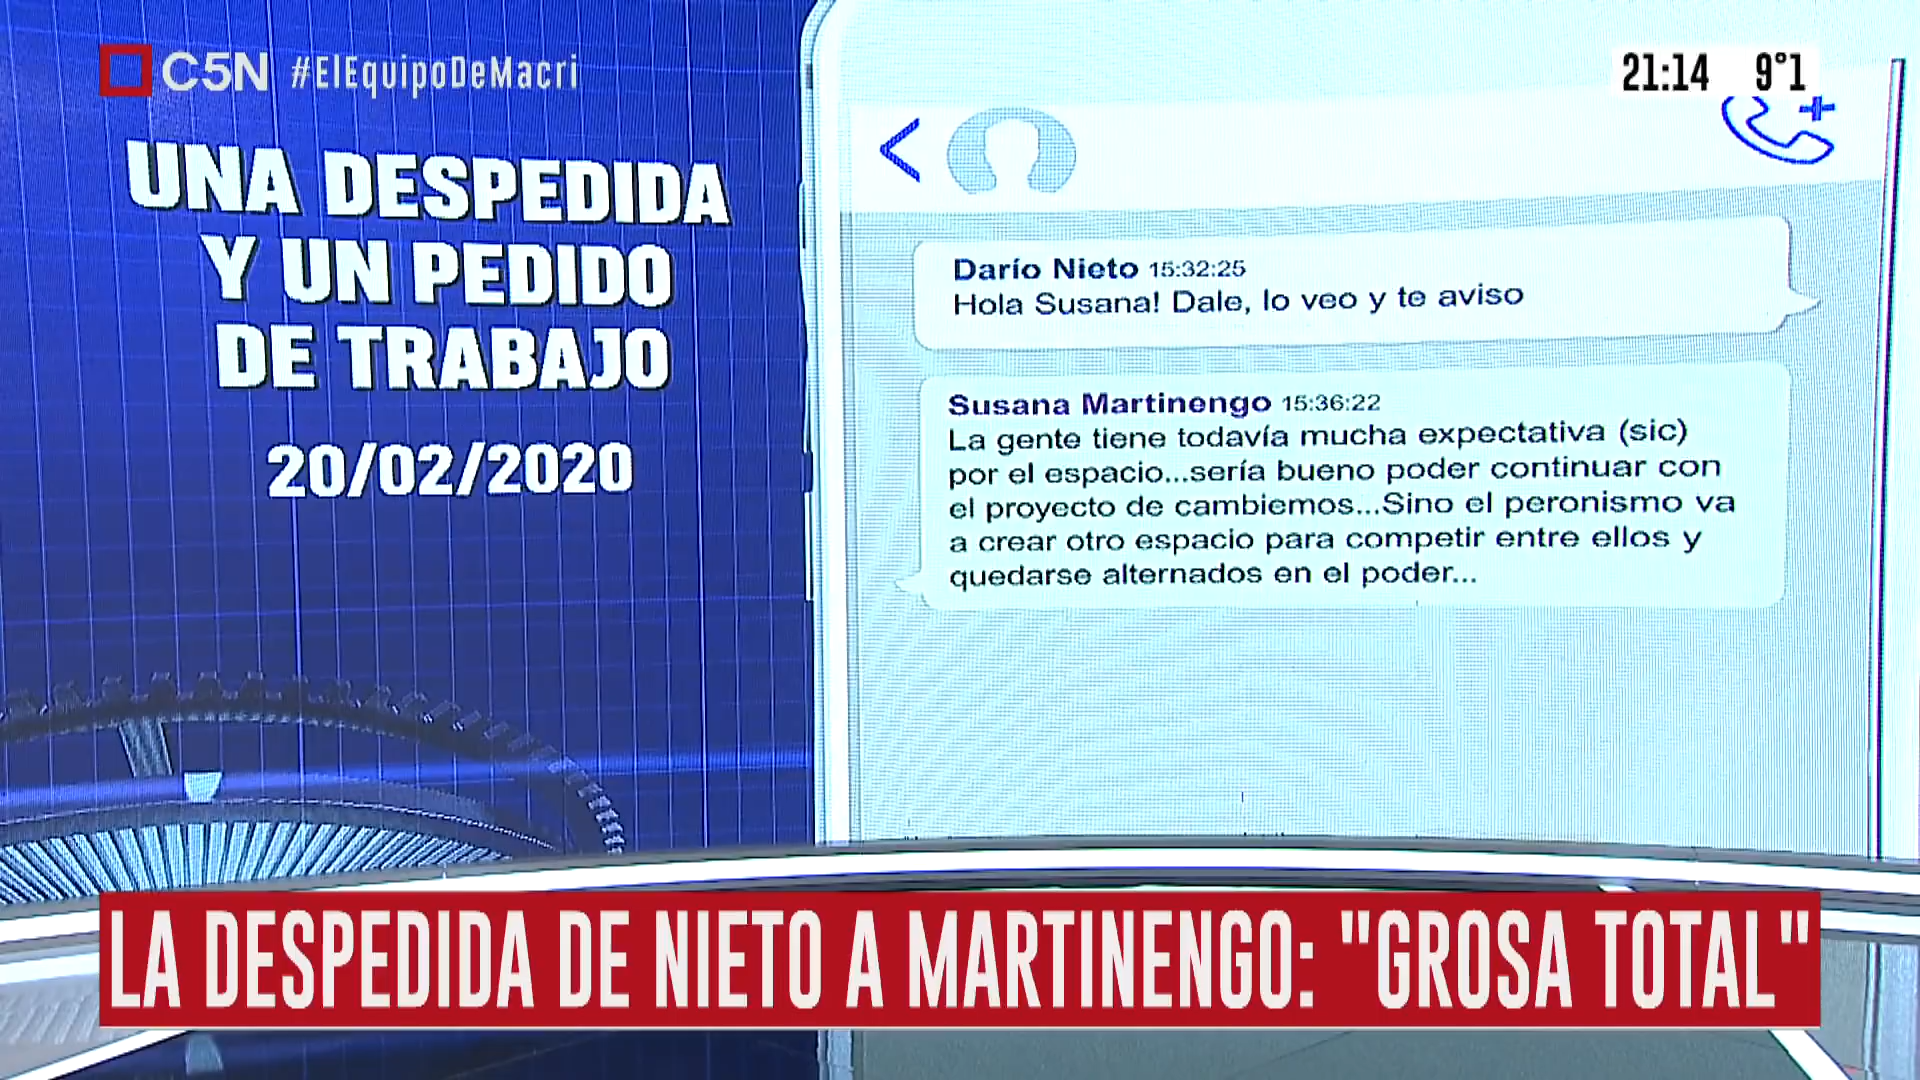 C5N #ElEquipoDeMacri
21:14 9°1
UNA DESPEDIDA
Y UN PEDIDO
DE TRABAJO
20/02/2020
Darío Nieto 15:32:25
Hola Susana! Dale, lo veo y te aviso
Susana Martinengo 15:36:22
La gente tiene todavía mucha expectativa (sic)
por el espacio...sería bueno poder continuar con
el proyecto de cambiemos...Sino el peronismo va
a crear otro espacio para competir entre ellos y
quedarse alternados en el poder...
LA DESPEDIDA DE NIETO A MARTINENGO: "GROSA TOTAL"